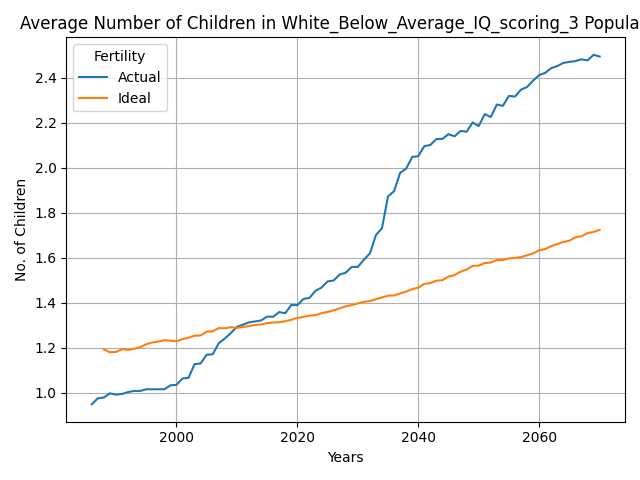 Average Number of Children in White_Below_Average_IQ_scoring_3 Popula
Fertility
Actual
Ideal
2.4
2.2
2.0
1.8
1.6
1.4
1.2
1.0
No. of Children
2000 2020 2040 2060
Years